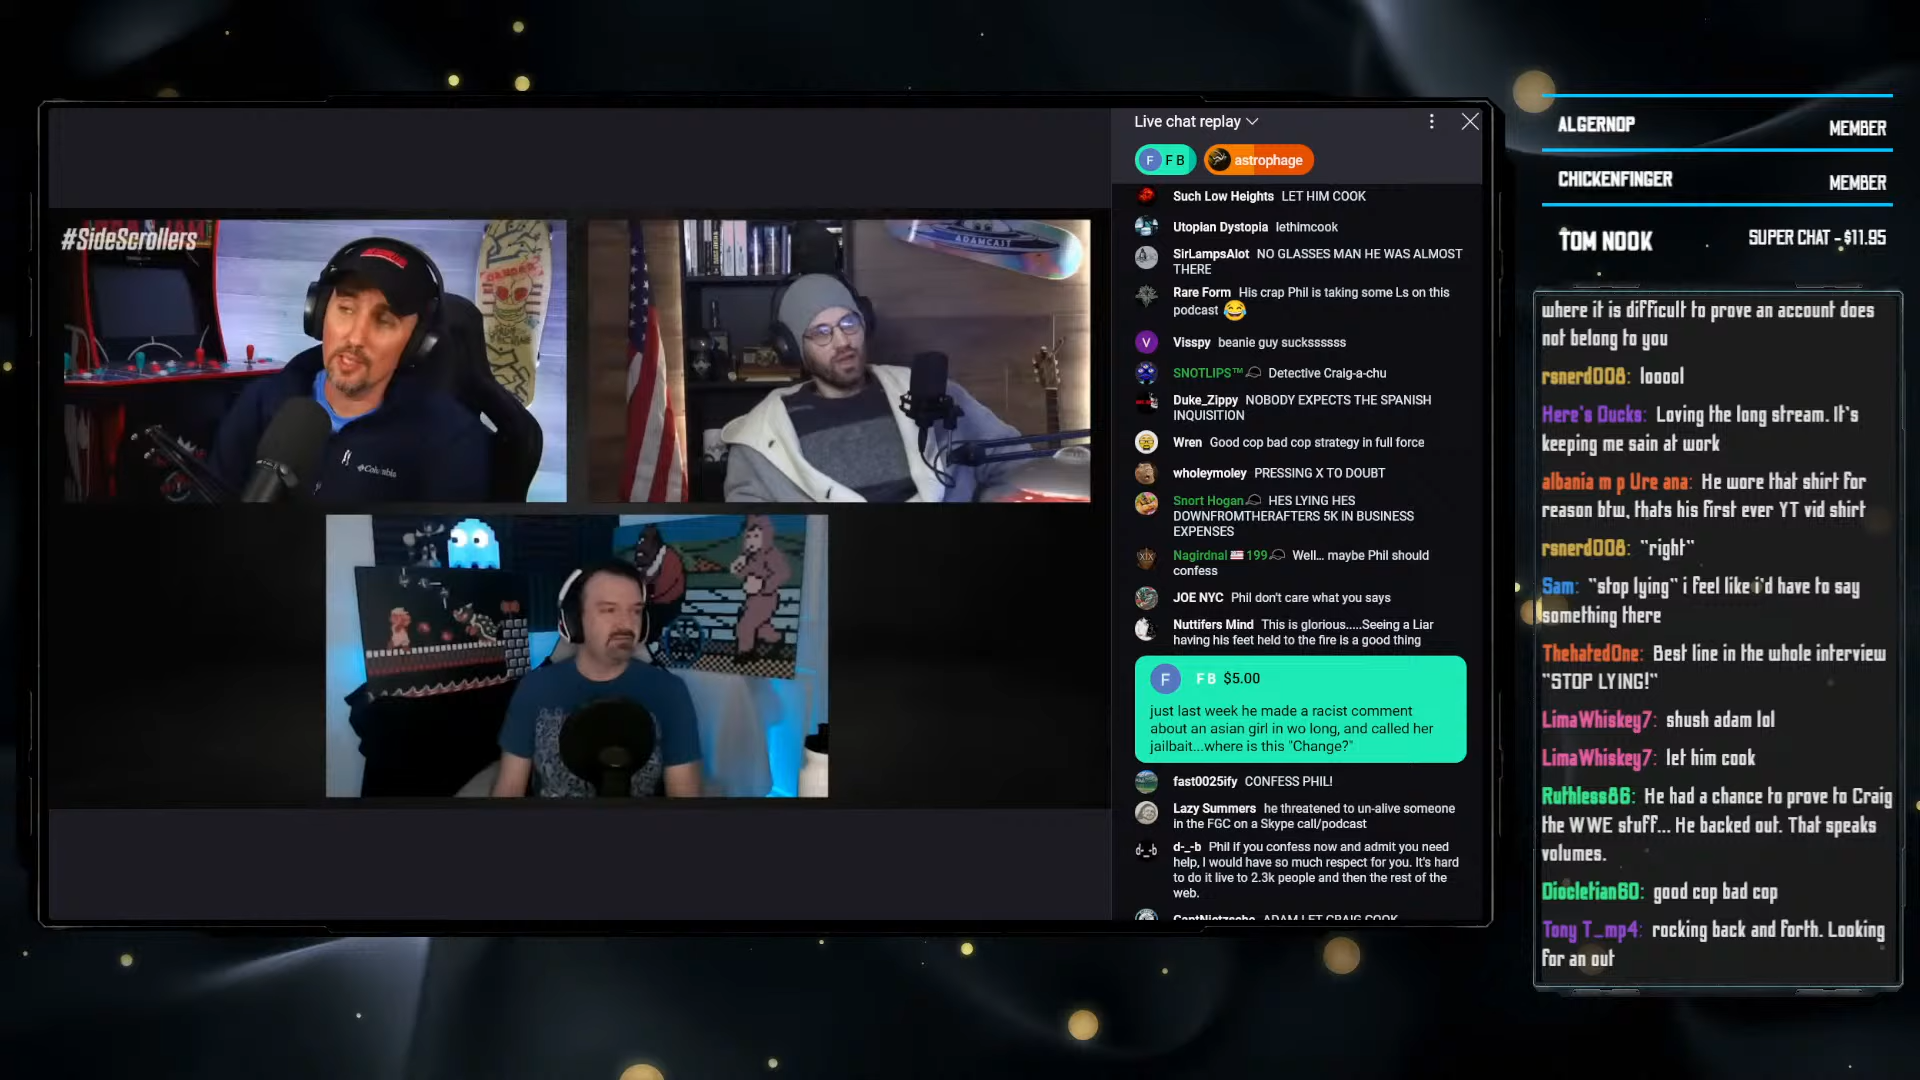 #SideScrollers
ADAMCAST
Columbia
Live chat replay
F F B
astrophage
Such Low Heights LET HIM COOK
Utopian Dystopia lethimcook
SirLampsAlot NO GLASSES MAN HE WAS ALMOST
THERE
Rare Form His crap Phil is taking some Ls on this
podcast 😂
V Visspy beanie guy suckssssss
SNOTLIPS™ Detective Craig-a-chu
Duke_Zippy NOBODY EXPECTS THE SPANISH
INQUISITION
Wren Good cop bad cop strategy in full force
wholeymoley PRESSING X TO DOUBT
Snort Hogan HES LYING HES
DOWNFROMTHERAFTERS 5K IN BUSINESS
EXPENSES
Nagirdnal 🇺🇸 199 Well... maybe Phil should
confess
JOE NYC Phil don't care what you says
Nuttifers Mind This is glorious.....Seeing a Liar
having his feet held to the fire is a good thing
F F B $5.00
just last week he made a racist comment
about an asian girl in wo long, and called her
jailbait...where is this "Change?"
fast0025ify CONFESS PHIL!
Lazy Summers he threatened to un-alive someone
in the FGC on a Skype call/podcast
d-_-b Phil if you confess now and admit you need
help, I would have so much respect for you. It's hard
to do it live to 2.3k people and then the rest of the
web.
CaptNietzsche ADAM LET CRAIG COOK
ALGERNOP MEMBER
CHICKENFINGER MEMBER
TOM NOOK SUPER CHAT - $11.95
where it is difficult to prove an account does
not belong to you
rsnerd008: looool
Here's Ducks: Loving the long stream. It's
keeping me sain at work
albania m p Ure ana: He wore that shirt for
reason btw, thats his first ever YT vid shirt
rsnerd008: "right"
Sam: "stop lying" i feel like i'd have to say
something there
ThehatedOne: Best line in the whole interview
"STOP LYING!"
LimaWhiskey7: shush adam lol
LimaWhiskey7: let him cook
Ruthless86: He had a chance to prove to Craig
the WWE stuff... He backed out. That speaks
volumes.
Diocletian60: good cop bad cop
Tony T_mp4: rocking back and forth. Looking
for an out